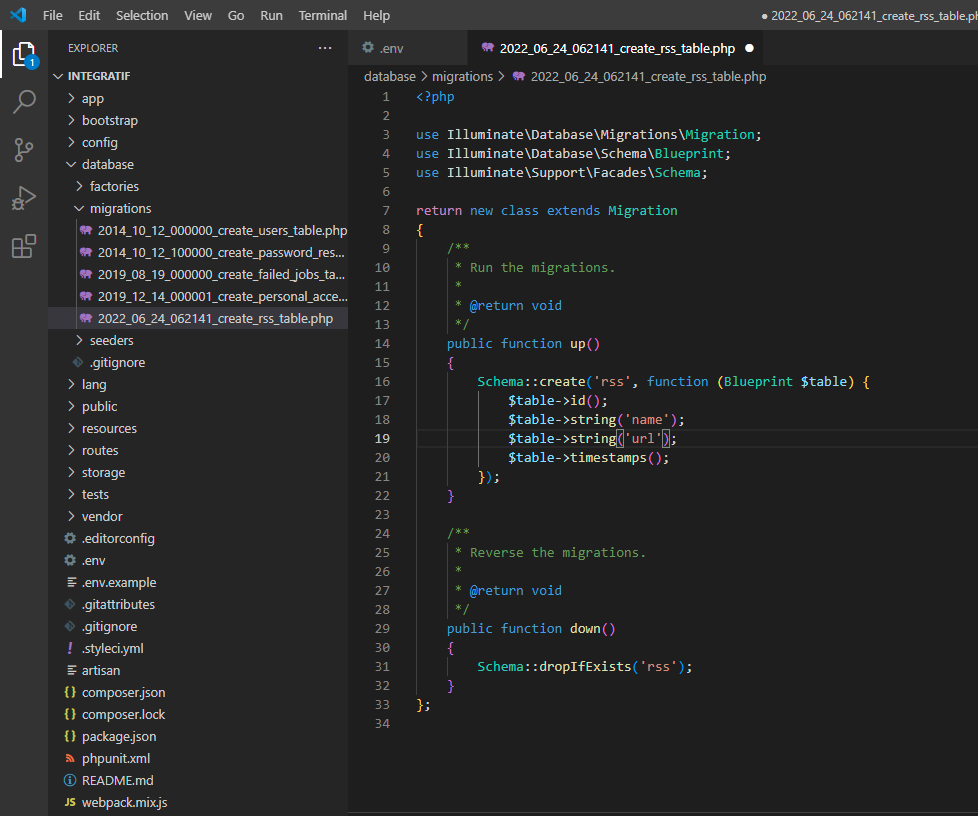 File Edit Selection View Go Run Terminal Help
● 2022_06_24_062141_create_rss_table.ph
EXPLORER ...
1
INTEGRATIF
app
bootstrap
config
database
factories
migrations
2014_10_12_000000_create_users_table.php
2014_10_12_100000_create_password_res...
2019_08_19_000000_create_failed_jobs_ta...
2019_12_14_000001_create_personal_acce...
2022_06_24_062141_create_rss_table.php
seeders
.gitignore
lang
public
resources
routes
storage
tests
vendor
.editorconfig
.env
.env.example
.gitattributes
.gitignore
.styleci.yml
artisan
composer.json
composer.lock
package.json
phpunit.xml
README.md
JS webpack.mix.js
.env
2022_06_24_062141_create_rss_table.php ●
database > migrations > 2022_06_24_062141_create_rss_table.php
1 <?php
2
3 use Illuminate\Database\Migrations\Migration;
4 use Illuminate\Database\Schema\Blueprint;
5 use Illuminate\Support\Facades\Schema;
6
7 return new class extends Migration
8 {
9     /**
10      * Run the migrations.
11      *
12      * @return void
13      */
14     public function up()
15     {
16         Schema::create('rss', function (Blueprint $table) {
17             $table->id();
18             $table->string('name');
19             $table->string('url');
20             $table->timestamps();
21         });
22     }
23
24     /**
25      * Reverse the migrations.
26      *
27      * @return void
28      */
29     public function down()
30     {
31         Schema::dropIfExists('rss');
32     }
33 };
34